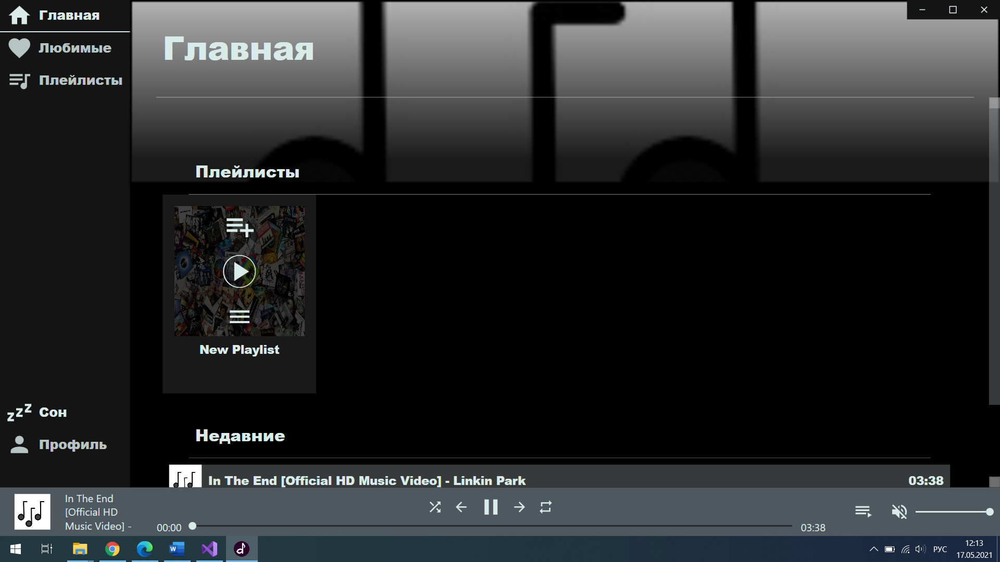 Главная
Любимые
Плейлисты
Сон
Профиль
Главная
Плейлисты
New Playlist
Недавние
In The End [Official HD Music Video] - Linkin Park
03:38
In The End
[Official HD
Music Video] -
00:00
03:38
РУС
12:13
17.05.2021